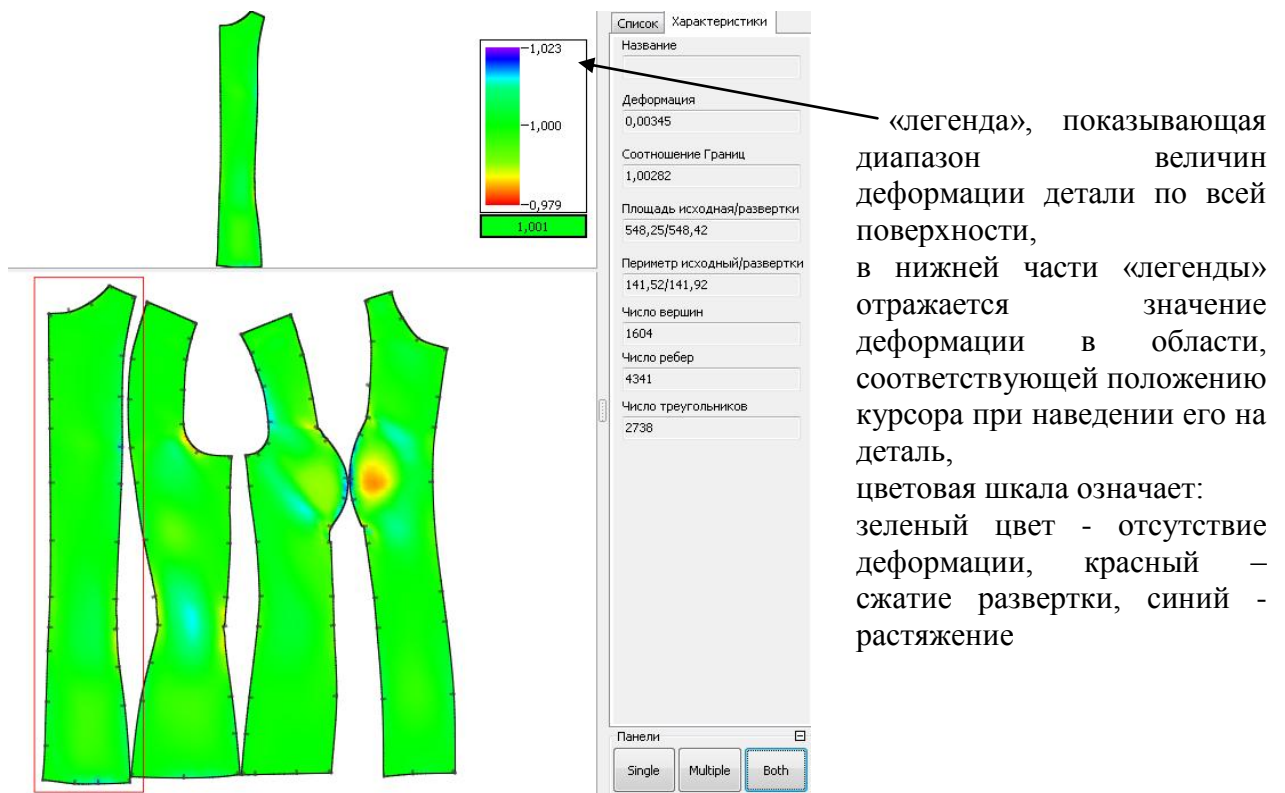 1,023
1,000
0,979
1,001
Список Характеристики
Название
Деформация
0,00345
Соотношение Границ
1,00282
Площадь исходная/развертки
548,25/548,42
Периметр исходный/развертки
141,52/141,92
Число вершин
1604
Число ребер
4341
Число треугольников
2738
Панели
Single Multiple Both
«легенда», показывающая
диапазон величин
деформации детали по всей
поверхности,
в нижней части «легенды»
отражается значение
деформации в области,
соответствующей положению
курсора при наведении его на
деталь,
цветовая шкала означает:
зеленый цвет - отсутствие
деформации, красный –
сжатие развертки, синий -
растяжение